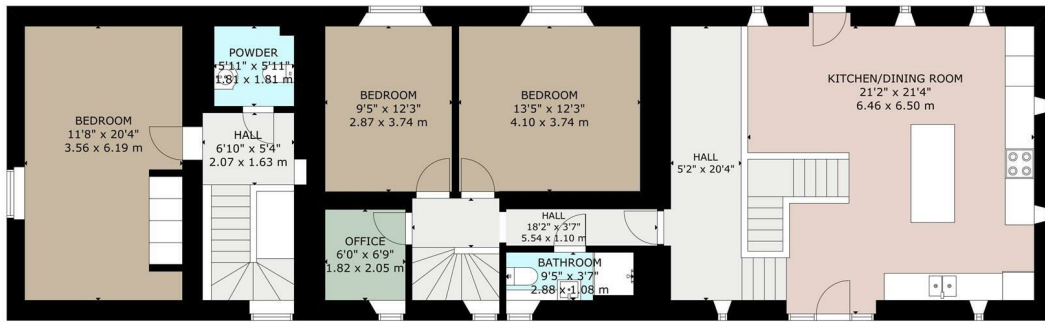 BEDROOM
11'8" x 20'4"
3.56 x 6.19 m
POWDER
5'11" x 5'11"
1.81 x 1.81 m
HALL
6'10" x 5'4"
2.07 x 1.63 m
BEDROOM
9'5" x 12'3"
2.87 x 3.74 m
BEDROOM
13'5" x 12'3"
4.10 x 3.74 m
OFFICE
6'0" x 6'9"
1.82 x 2.05 m
HALL
18'2" x 3'7"
5.54 x 1.10 m
BATHROOM
9'5" x 3'7"
2.88 x 1.08 m
HALL
5'2" x 20'4"
KITCHEN/DINING ROOM
21'2" x 21'4"
6.46 x 6.50 m